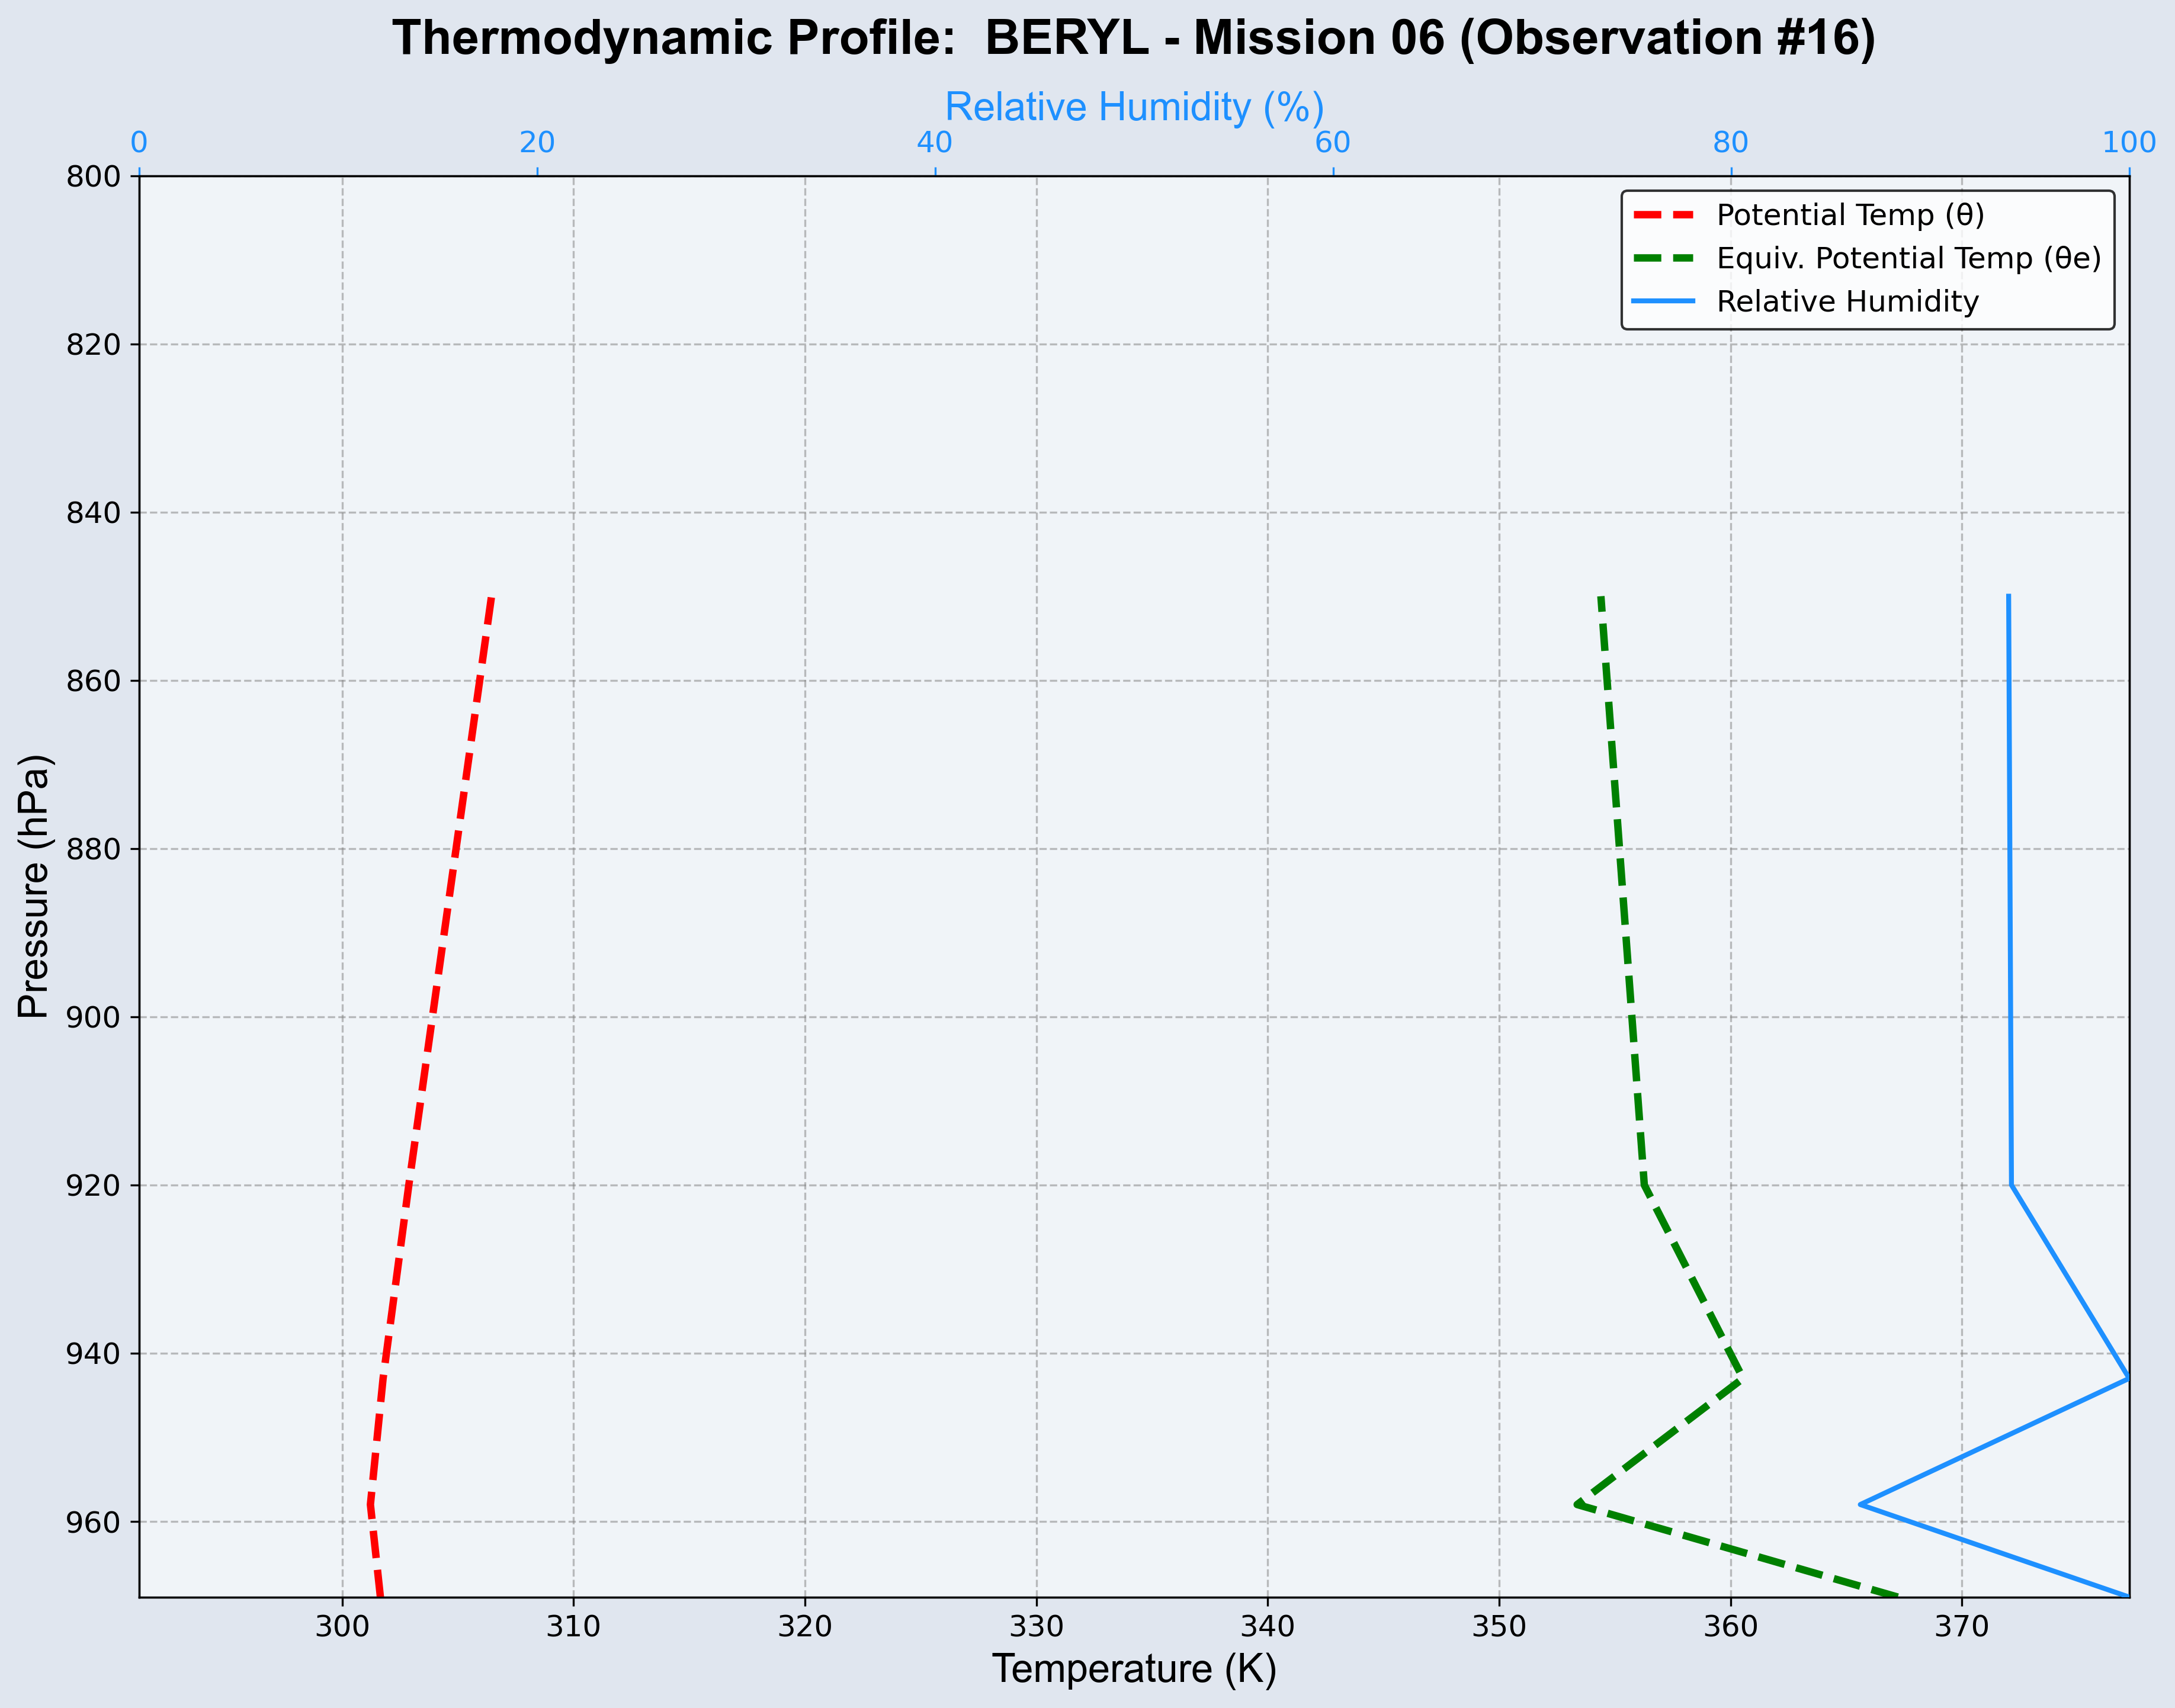 Thermodynamic Profile:  BERYL - Mission 06 (Observation #16)
Relative Humidity (%)
0 20 40 60 80 100
Potential Temp (θ)
Equiv. Potential Temp (θe)
Relative Humidity
800
820
840
860
880
900
920
940
960
Pressure (hPa)
300 310 320 330 340 350 360 370
Temperature (K)